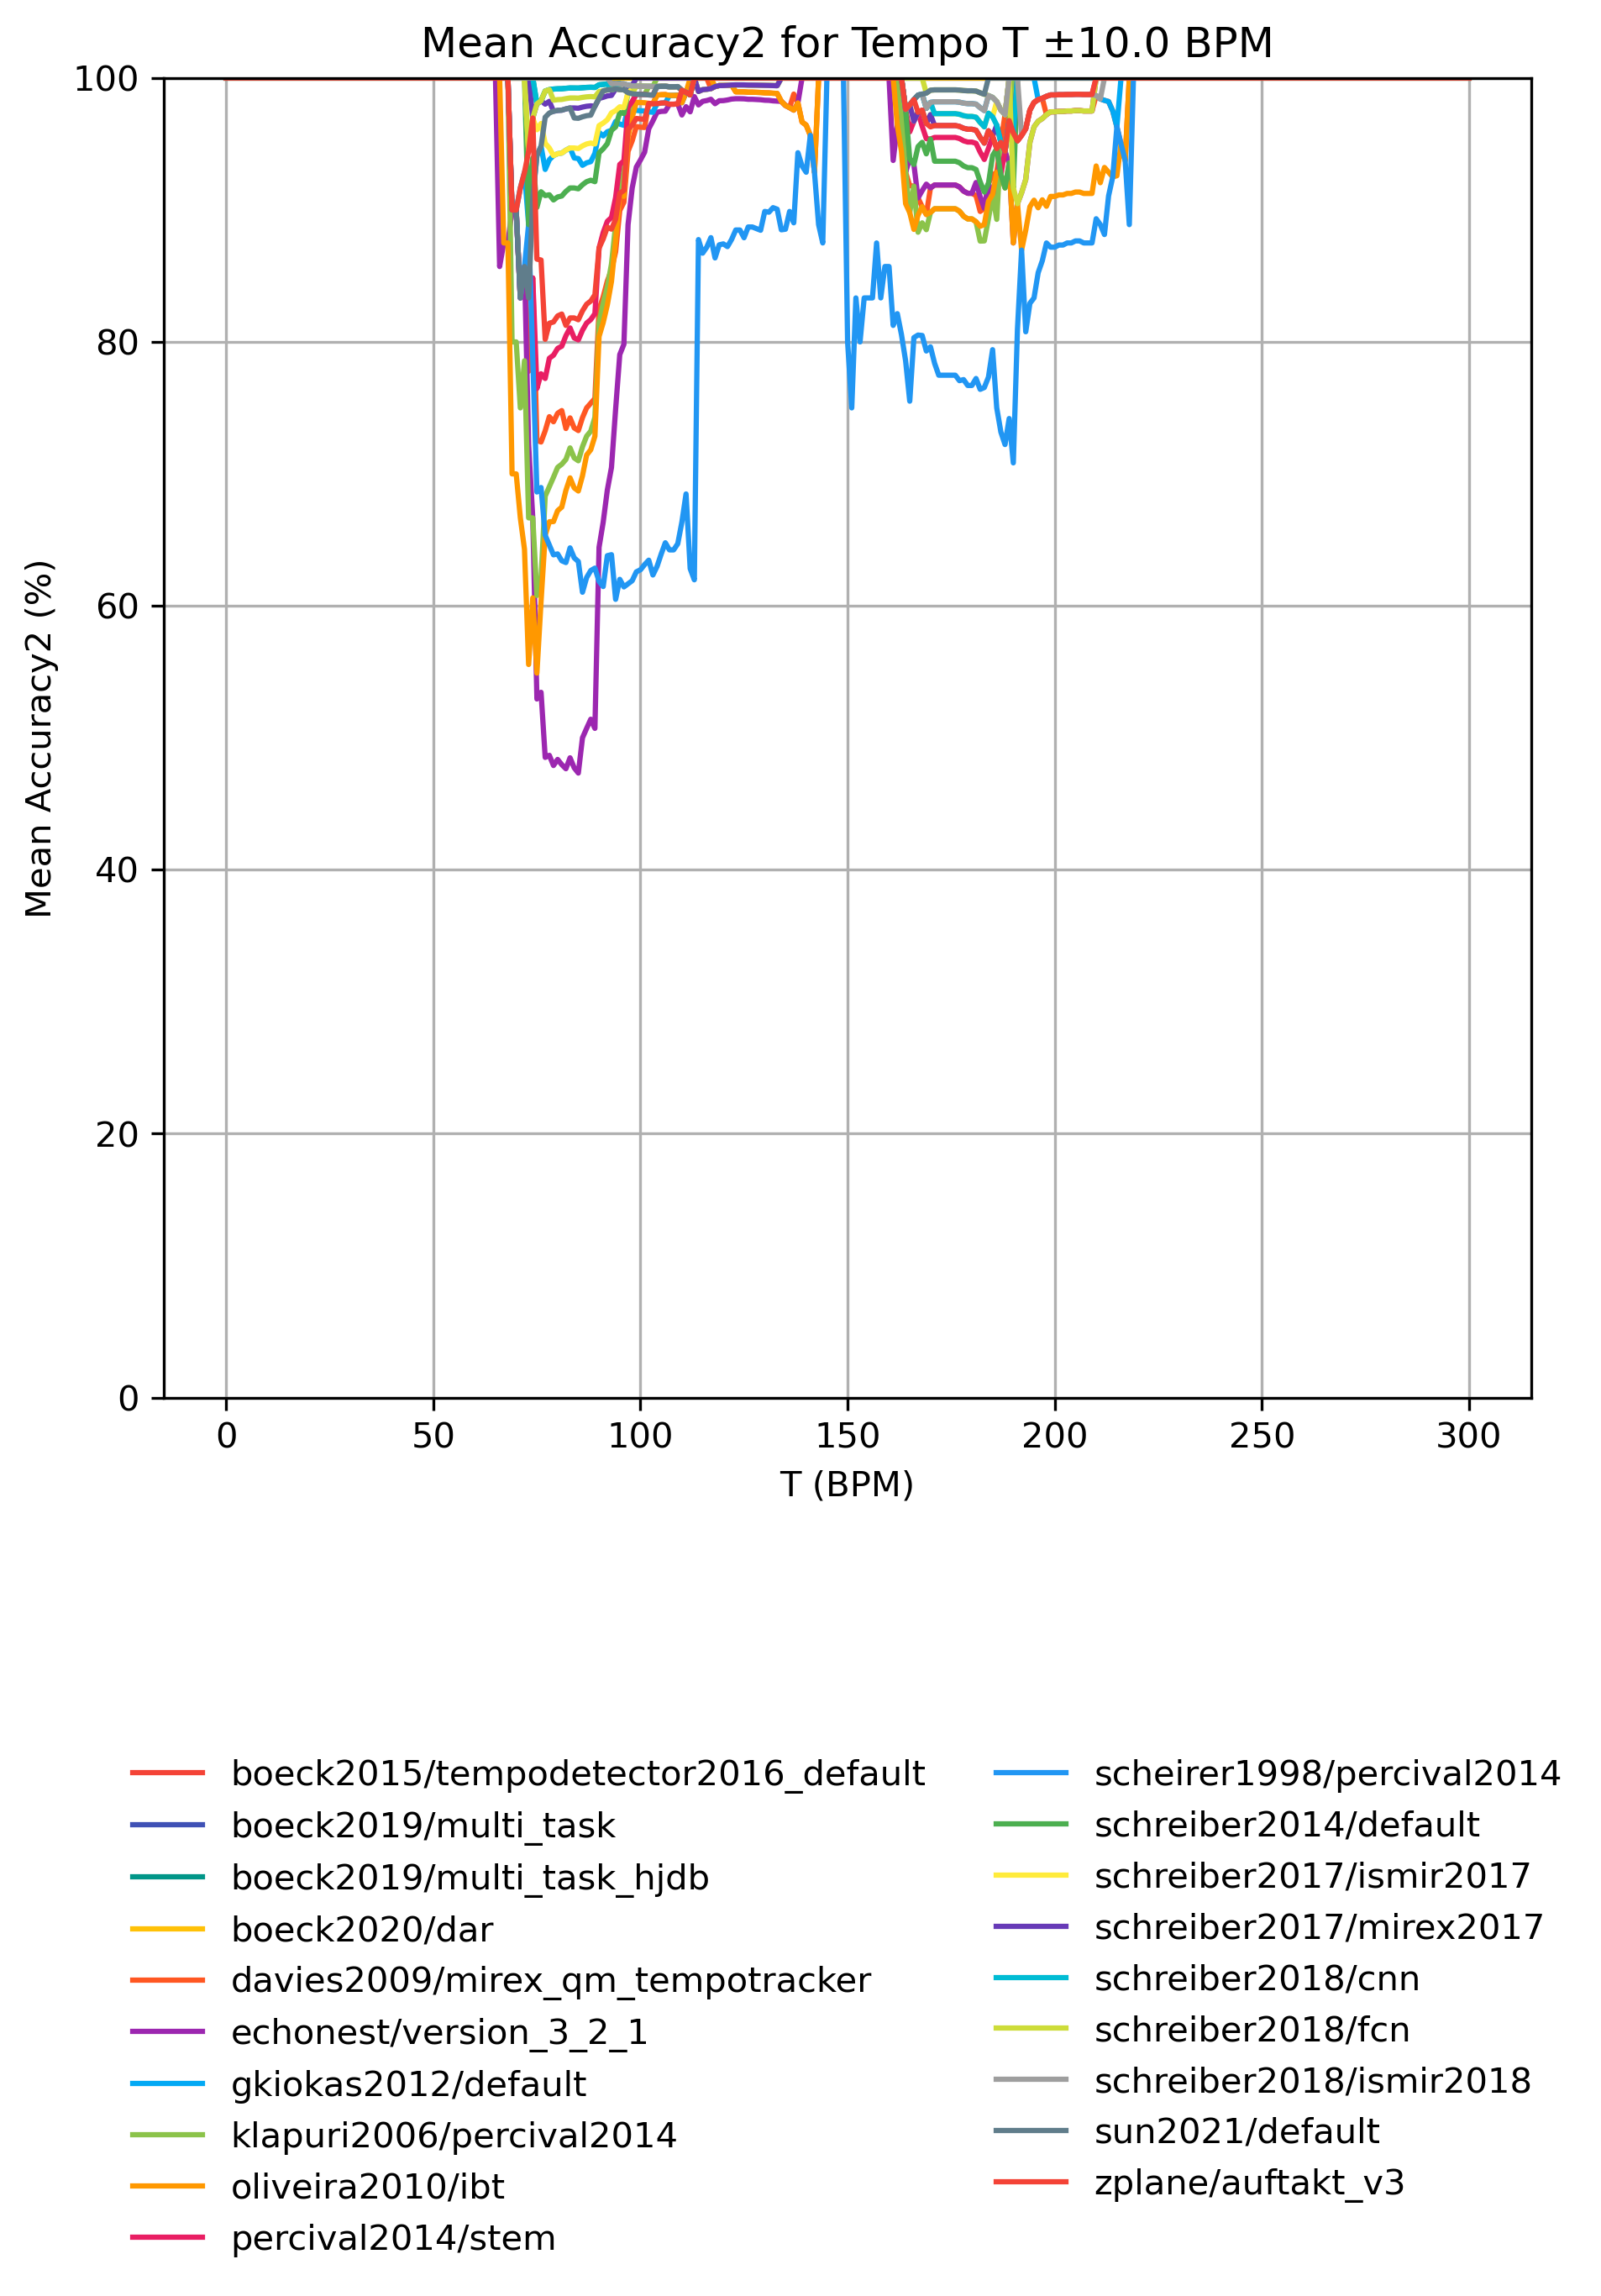 Mean Accuracy2 for Tempo T ±10.0 BPM
100
80
60
40
20
0
Mean Accuracy2 (%)
0 50 100 150 200 250 300
T (BPM)
boeck2015/tempodetector2016_default
boeck2019/multi_task
boeck2019/multi_task_hjdb
boeck2020/dar
davies2009/mirex_qm_tempotracker
echonest/version_3_2_1
gkiokas2012/default
klapuri2006/percival2014
oliveira2010/ibt
percival2014/stem
scheirer1998/percival2014
schreiber2014/default
schreiber2017/ismir2017
schreiber2017/mirex2017
schreiber2018/cnn
schreiber2018/fcn
schreiber2018/ismir2018
sun2021/default
zplane/auftakt_v3